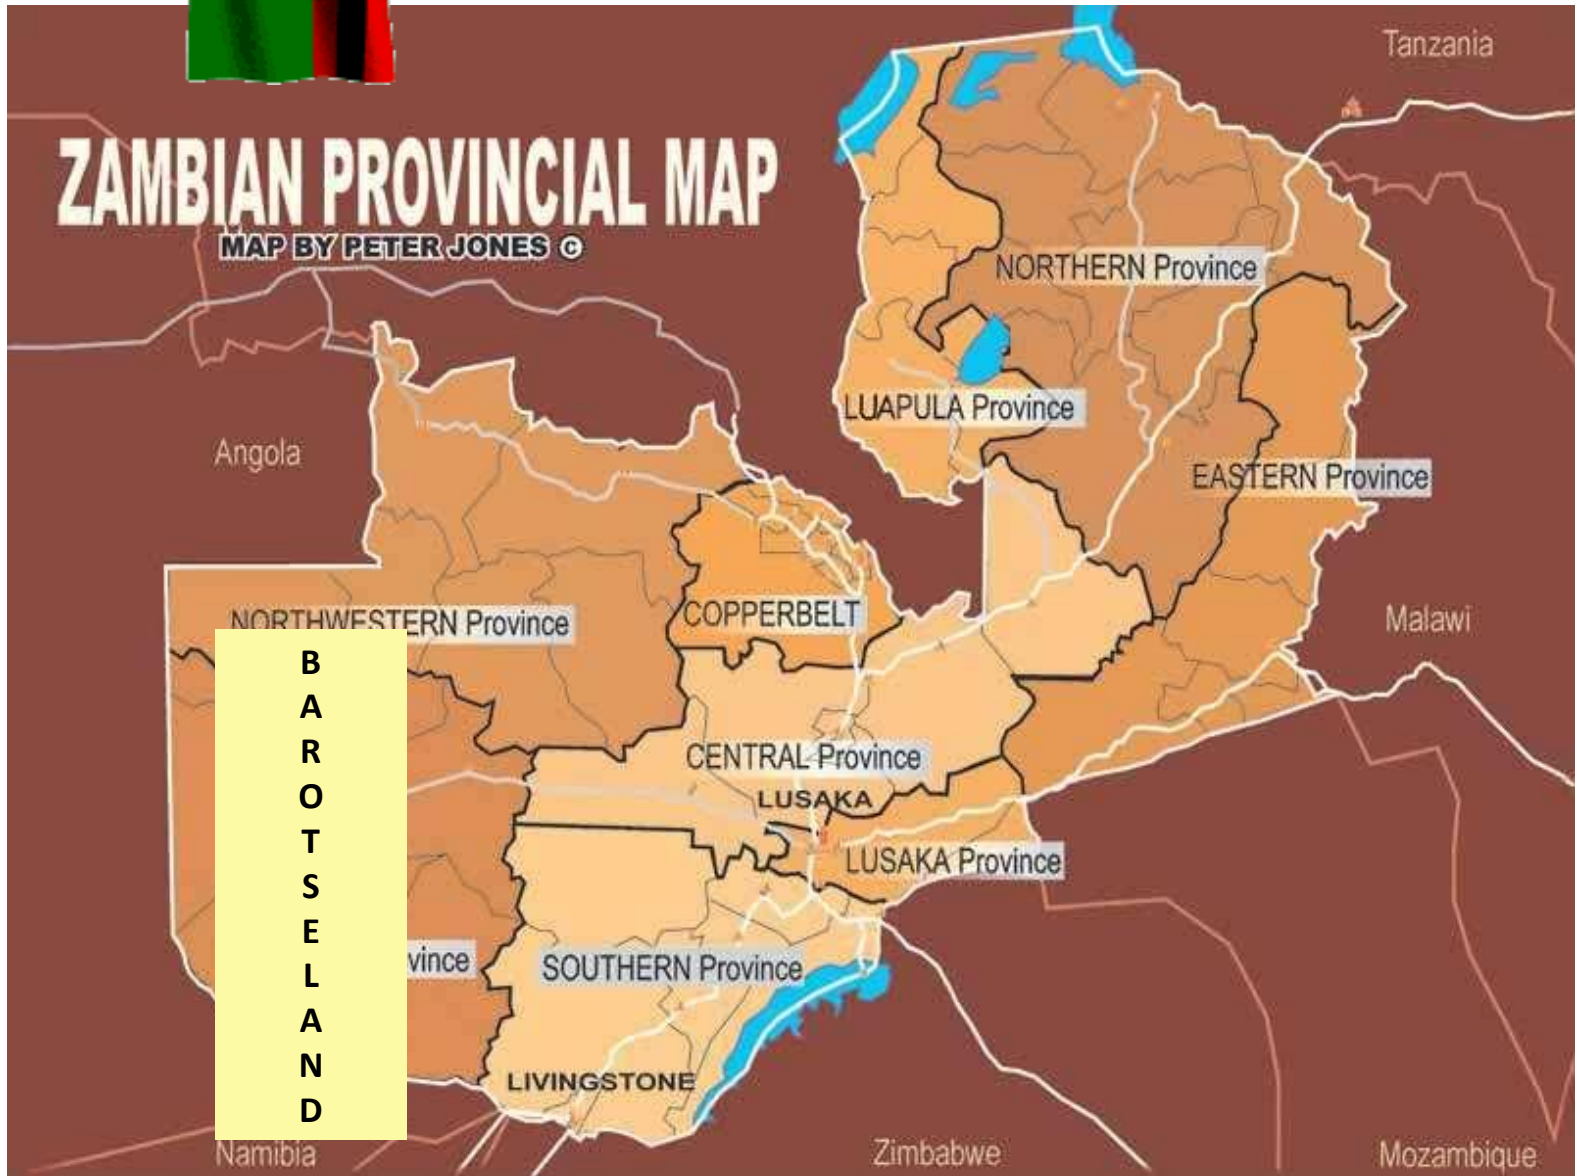 Tanzania
ZAMBIAN PROVINCIAL MAP
MAP BY PETER JONES ©
NORTHERN Province
LUAPULA Province
Angola
EASTERN Province
NORTHWESTERN Province
COPPERBELT
Malawi
B
A
R
O
T
S
E
L
A
N
D
CENTRAL Province
LUSAKA
LUSAKA Province
vince
SOUTHERN Province
LIVINGSTONE
Namibia
Zimbabwe
Mozambique